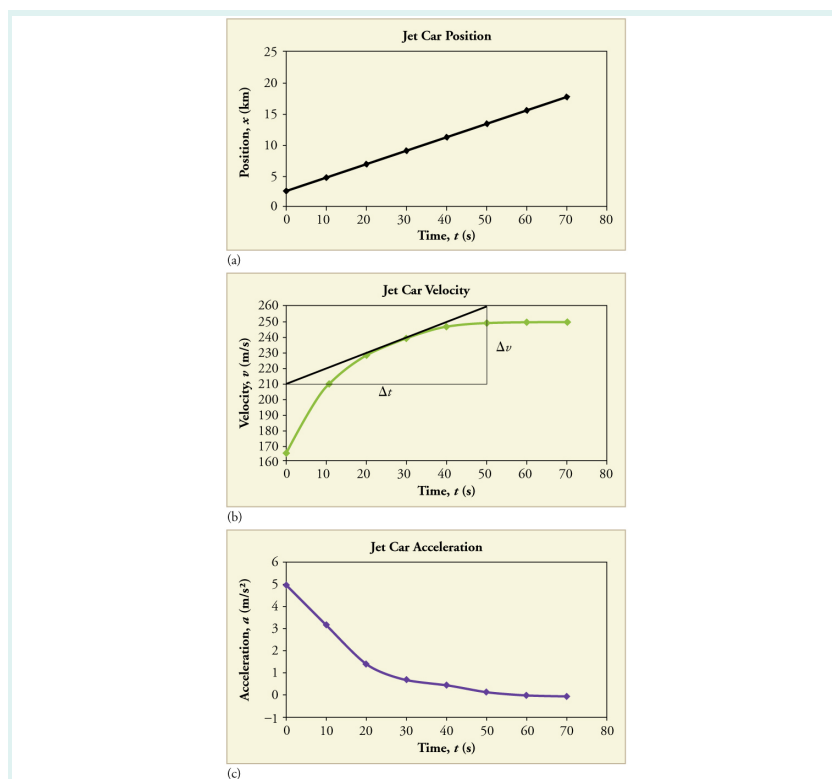 Jet Car Position
25
20
15
10
5
0
Position, x (km)
0 10 20 30 40 50 60 70 80
Time, t (s)
(a)
Jet Car Velocity
260
250
240
230
220
210
200
190
180
170
160
Velocity, v (m/s)
Δv
Δt
0 10 20 30 40 50 60 70 80
Time, t (s)
(b)
Jet Car Acceleration
6
5
4
3
2
1
0
−1
Acceleration, a (m/s²)
0 10 20 30 40 50 60 70 80
Time, t (s)
(c)